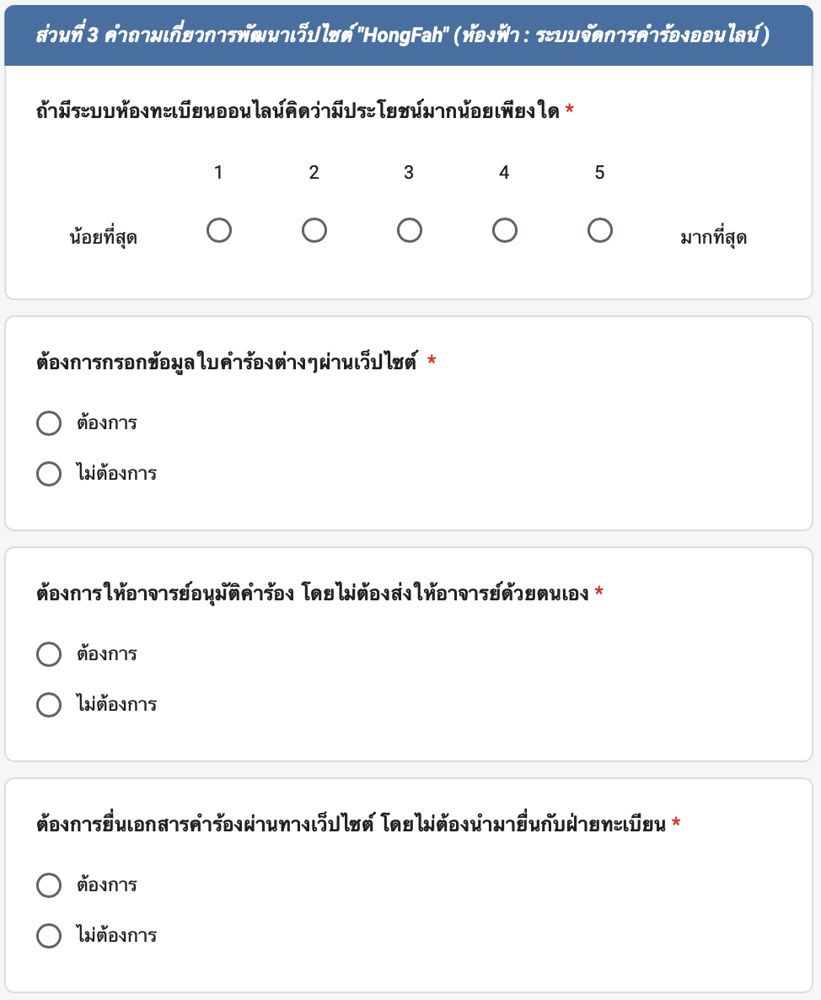 ส่วนที่ 3 คำถามเกี่ยวการพัฒนาเว็ปไซต์ "HongFah" (ห้องฟ้า : ระบบจัดการคำร้องออนไลน์ )
ถ้ามีระบบห้องทะเบียนออนไลน์คิดว่ามีประโยชน์มากน้อยเพียงใด *
1 2 3 4 5
น้อยที่สุด มากที่สุด
ต้องการกรอกข้อมูลใบคำร้องต่างๆผ่านเว็ปไซต์ *
ต้องการ
ไม่ต้องการ
ต้องการให้อาจารย์อนุมัติคำร้อง โดยไม่ต้องส่งให้อาจารย์ด้วยตนเอง *
ต้องการ
ไม่ต้องการ
ต้องการยื่นเอกสารคำร้องผ่านทางเว็ปไซต์ โดยไม่ต้องนำมายื่นกับฝ่ายทะเบียน *
ต้องการ
ไม่ต้องการ